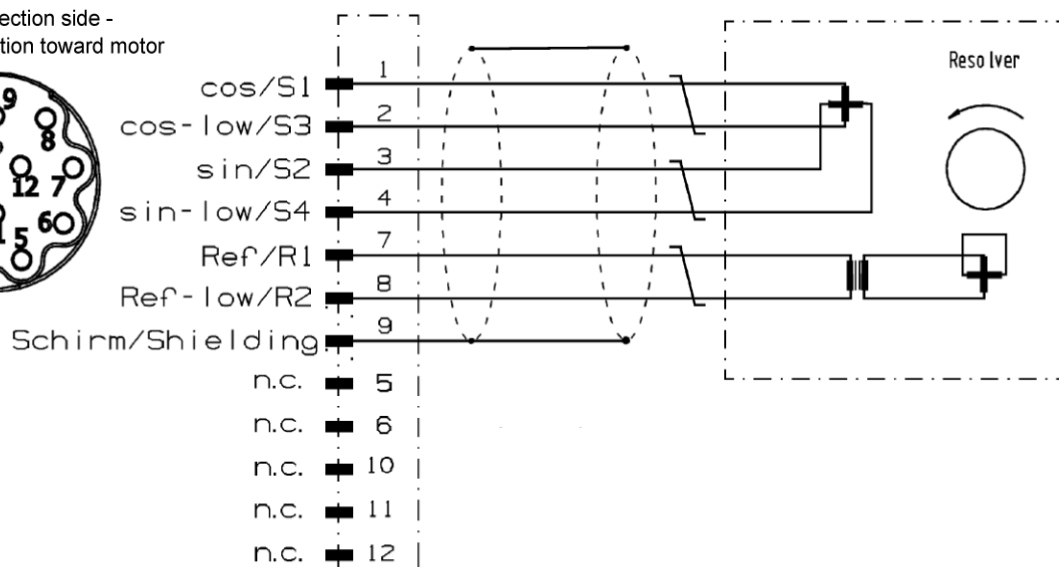 ection side -
tion toward motor
9
8
12 7
6
5
Resolver
cos/S1 1
cos-low/S3 2
sin/S2 3
sin-low/S4 4
Ref/R1 7
Ref-low/R2 8
Schirm/Shielding 9
n.c. 5
n.c. 6
n.c. 10
n.c. 11
n.c. 12